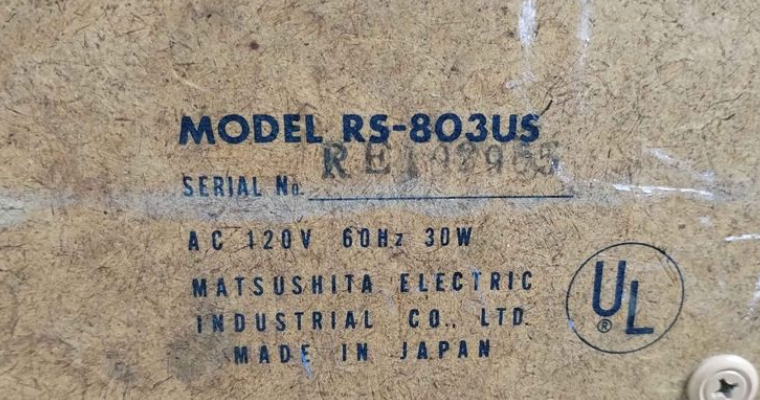 MODEL RS-803US
SERIAL No.
AC 120V 60Hz 30W
MATSUSHITA ELECTRIC
INDUSTRIAL CO., LTD.
MADE IN JAPAN
UL
®